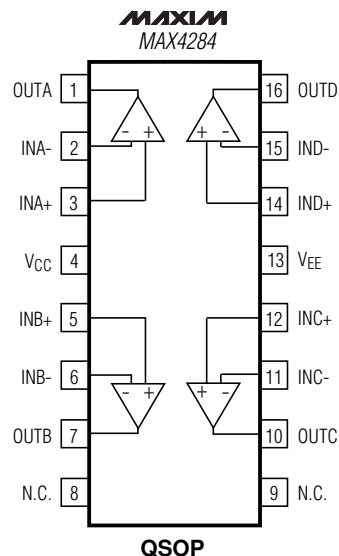 MAXIM
MAX4284
OUTA 1 16 OUTD
- + + -
INA- 2 15 IND-
INA+ 3 14 IND+
VCC 4 13 VEE
INB+ 5 12 INC+
INB- 6 11 INC-
- + + -
OUTB 7 10 OUTC
N.C. 8 9 N.C.
QSOP